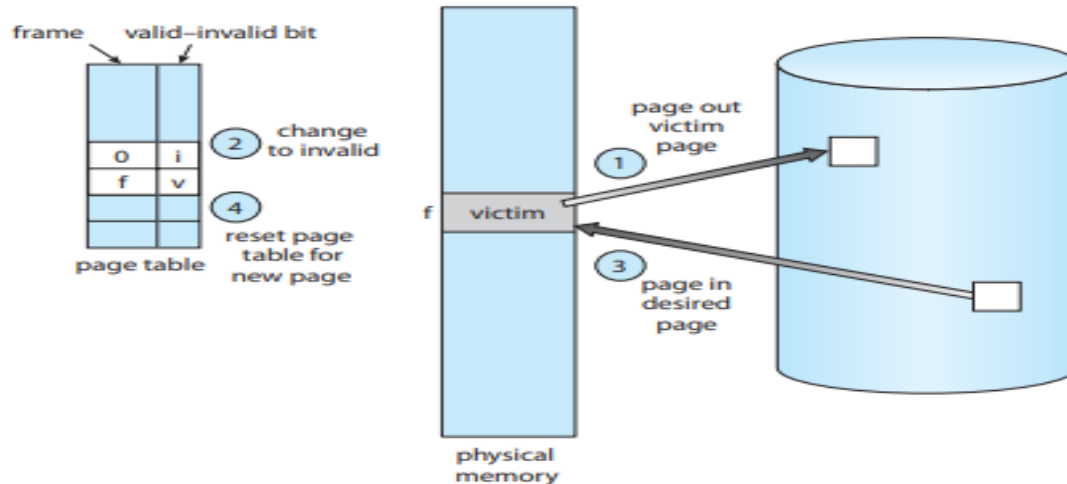 frame valid–invalid bit
0 i
f v
2 change
to invalid
4
reset page
table for
new page
page table
f victim
physical
memory
page out
victim
page
1
3
page in
desired
page